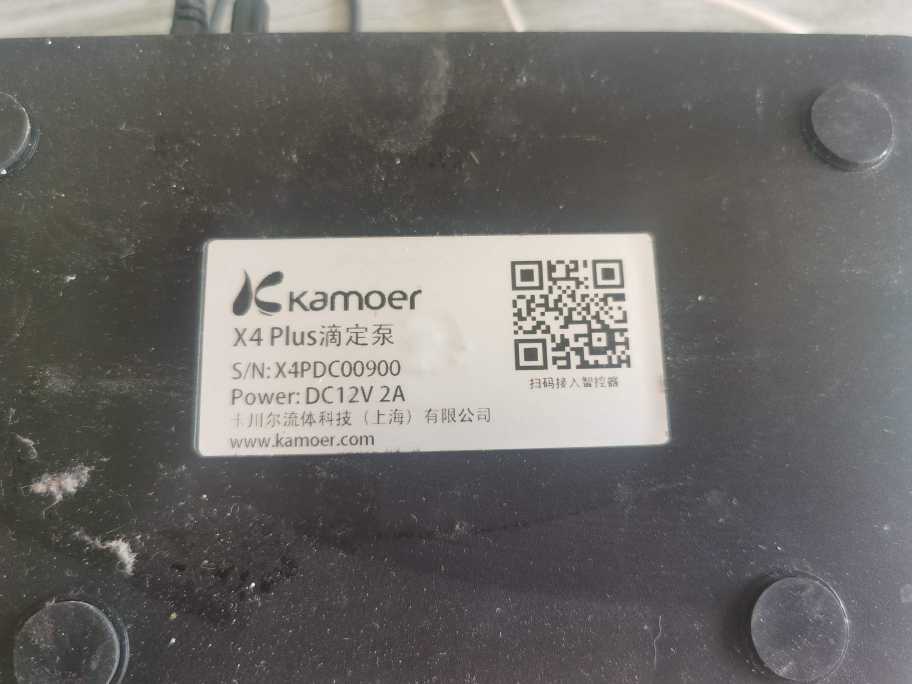 Kamoer
X4 Plus滴定泵
S/N: X4PDC00900
Power: DC12V 2A
卡川尔流体科技（上海）有限公司
www.kamoer.com
扫码接入智控器